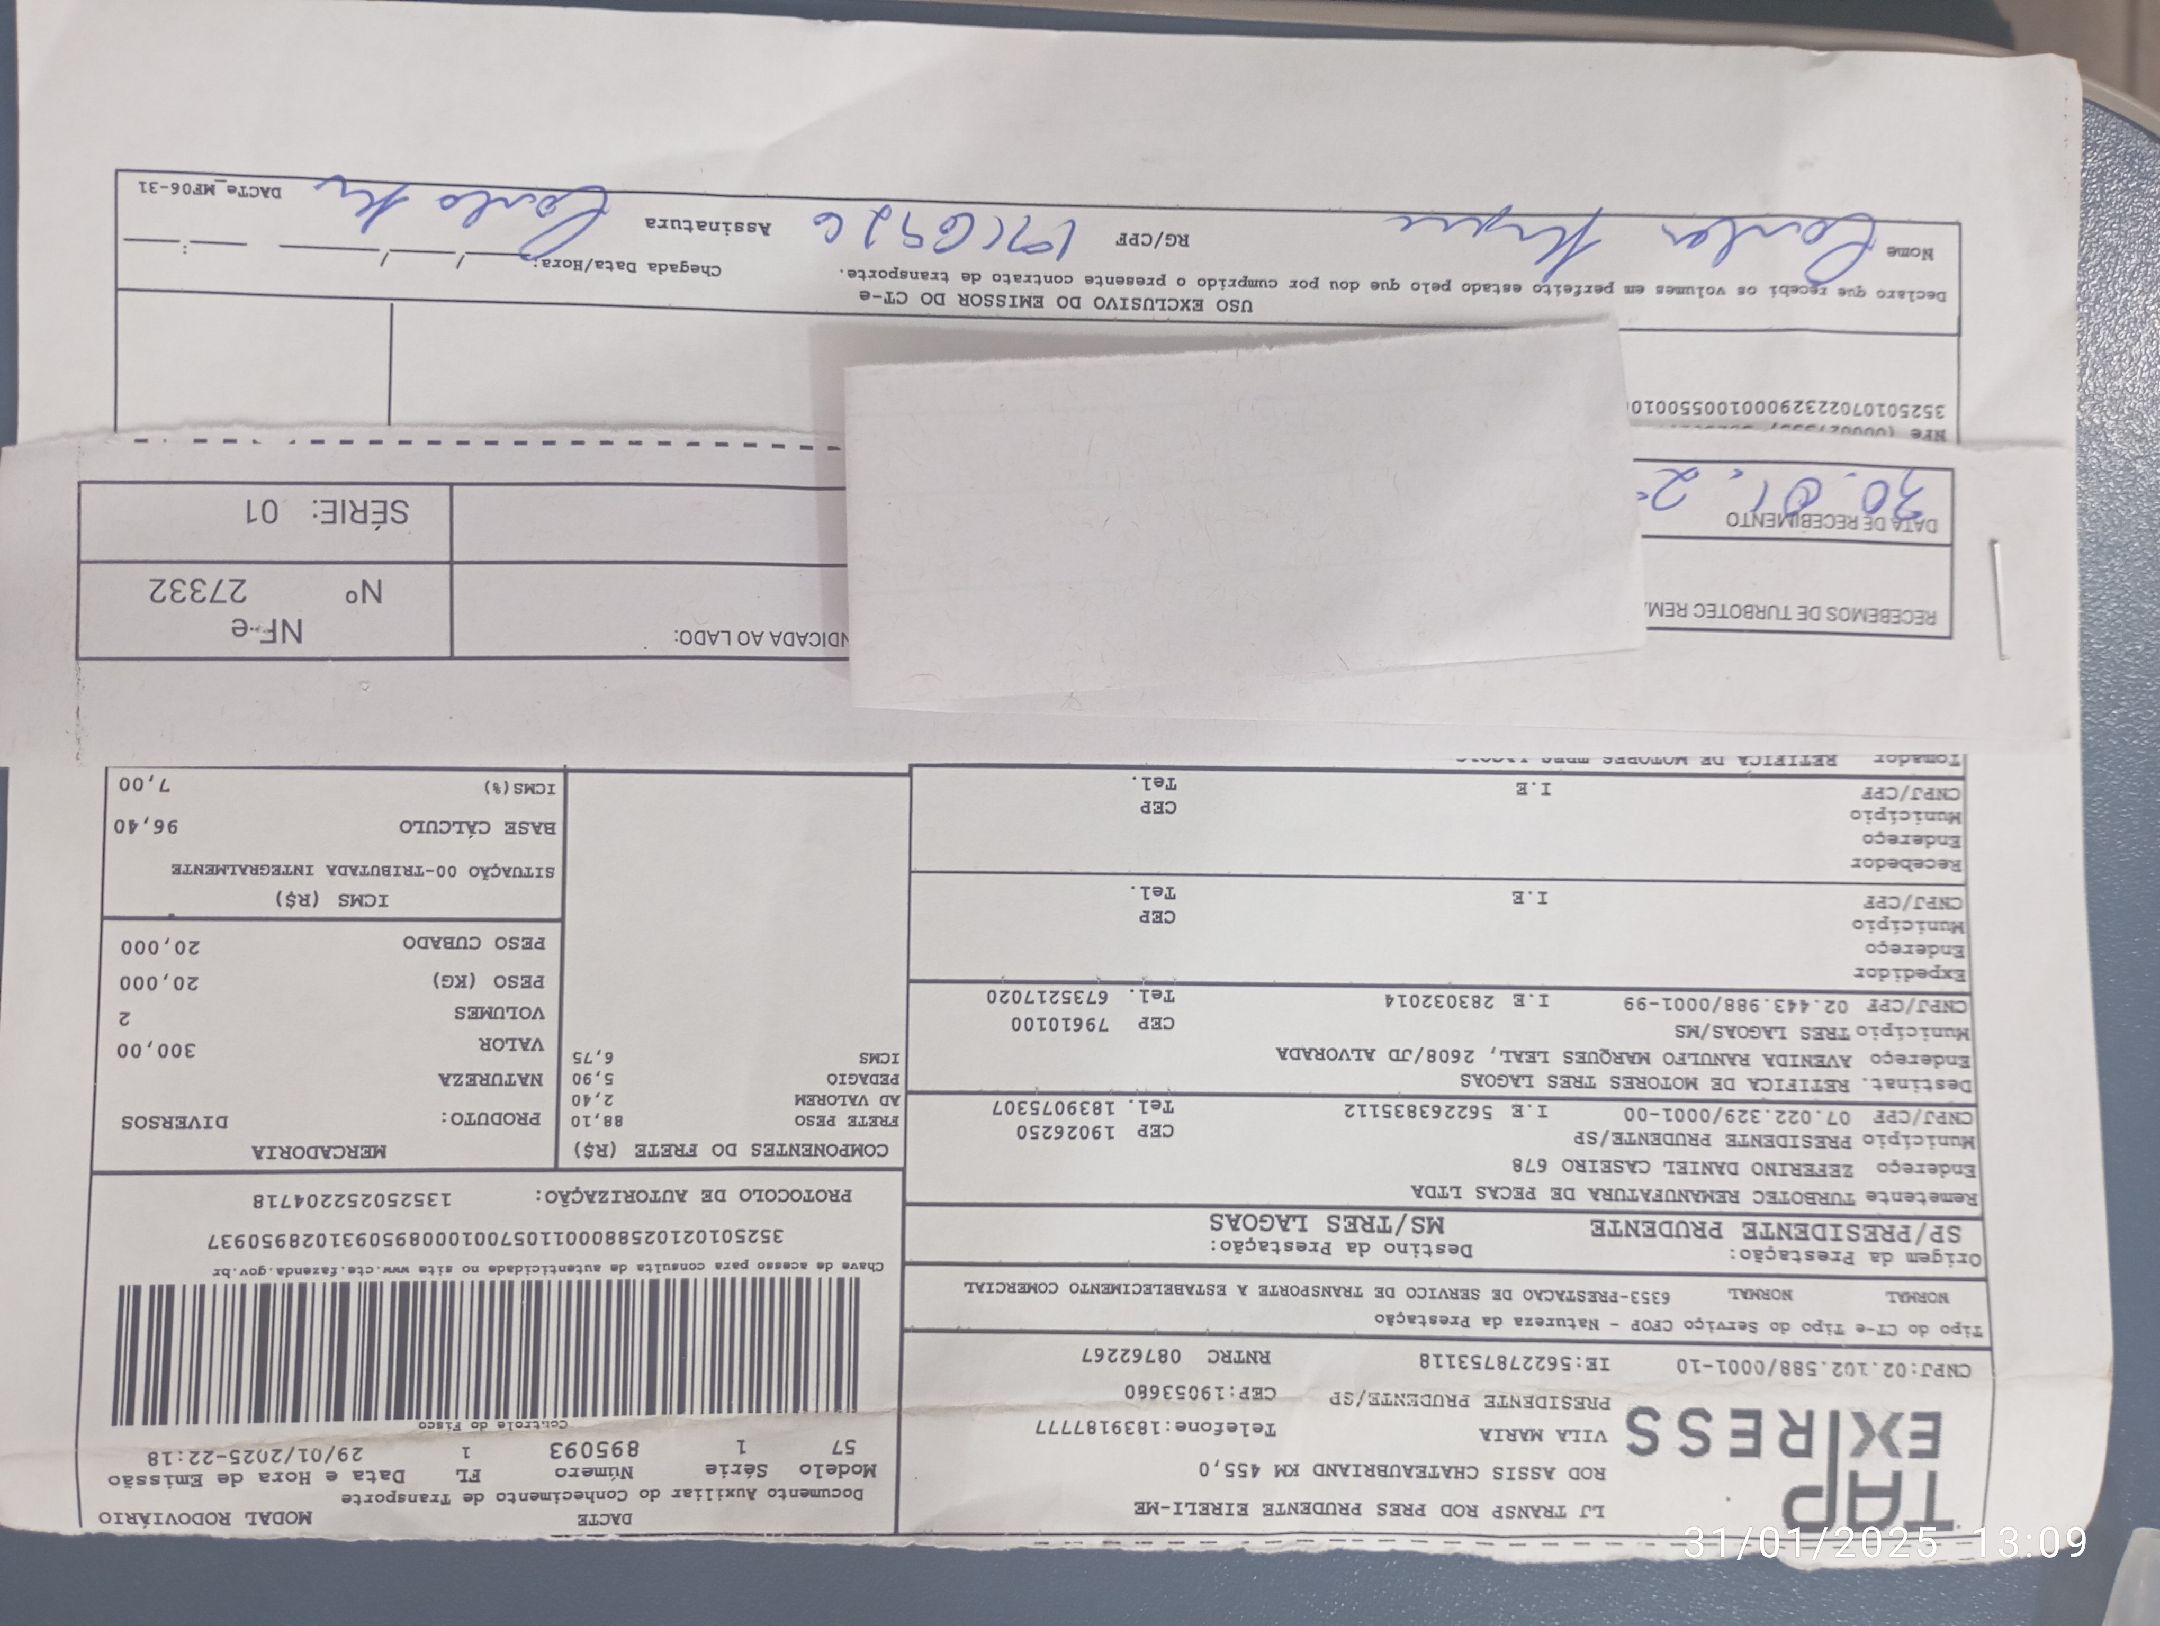 TAP
EXPRESS
LJ TRANSP ROD PRES PRUDENTE EIRELI-ME
ROD ASSIS CHATEAUBRIAND KM 455,0
VILA MARIA Telefone:1839187777
PRESIDENTE PRUDENTE/SP CEP:19053680
CNPJ:02.102.588/0001-10 IE:562278753118 RNTRC 08762267
Tipo do CT-e Tipo do Serviço CFOP - Natureza da Prestação
NORMAL NORMAL 6353-PRESTACAO DE SERVICO DE TRANSPORTE A ESTABELECIMENTO COMERCIAL
Origem da Prestação: Destino da Prestação:
SP/PRESIDENTE PRUDENTE MS/TRES LAGOAS
Remetente TURBOTEC REMANUFATURA DE PECAS LTDA
Endereço ZEFERINO DANIEL CASEIRO 678
Município PRESIDENTE PRUDENTE/SP CEP 19026250
CNPJ/CPF 07.022.329/0001-00 I.E 562263835112 Tel. 1839075307
Destinat. RETIFICA DE MOTORES TRES LAGOAS
Endereço AVENIDA RANULFO MARQUES LEAL, 2608/JD ALVORADA
Município TRES LAGOAS/MS CEP 79610100
CNPJ/CPF 02.443.988/0001-99 I.E 283032014 Tel. 6735217020
Expedidor
Endereço
Município CEP
CNPJ/CPF I.E Tel.
Recebedor
Endereço
Município CEP
CNPJ/CPF I.E Tel.
Tomador RETIFICA DE MOTORES TRES LAGOAS
DACTE MODAL RODOVIÁRIO
Documento Auxiliar do Conhecimento de Transporte
Modelo Série Número FL Data e Hora de Emissão
57 1 895093 1 29/01/2025-22:18
Controle do Fisco
Chave de acesso para consulta de autenticidade no site www.cte.fazenda.gov.br
35250102102588000110570010008950931028950937
PROTOCOLO DE AUTORIZAÇÃO: 135250252204718
COMPONENTES DO FRETE (R$)
FRETE PESO 88,10
AD VALOREM 2,40
PEDAGIO 5,90
ICMS 6,75
MERCADORIA
PRODUTO: DIVERSOS
NATUREZA
VALOR 300,00
VOLUMES 2
PESO (KG) 20,000
PESO CUBADO 20,000
ICMS (R$)
SITUAÇÃO 00-TRIBUTADA INTEGRALMENTE
BASE CÁLCULO 96,40
ICMS(%) 7,00
RECEBEMOS DE TURBOTEC REMA
NDICADA AO LADO:
NF-e
Nº 27332
SÉRIE: 01
DATA DE RECEBIMENTO
30.01.2
NFe
35250107022329000100550010
USO EXCLUSIVO DO EMISSOR DO CT-e
Declaro que recebi os volumes em perfeito estado pelo que dou por cumprido o presente contrato de transporte.
Chegada Data/Hora: __/__/__ __:__
Nome RG/CPF Assinatura
DACTe_MF06-31
31/01/2025 13:09